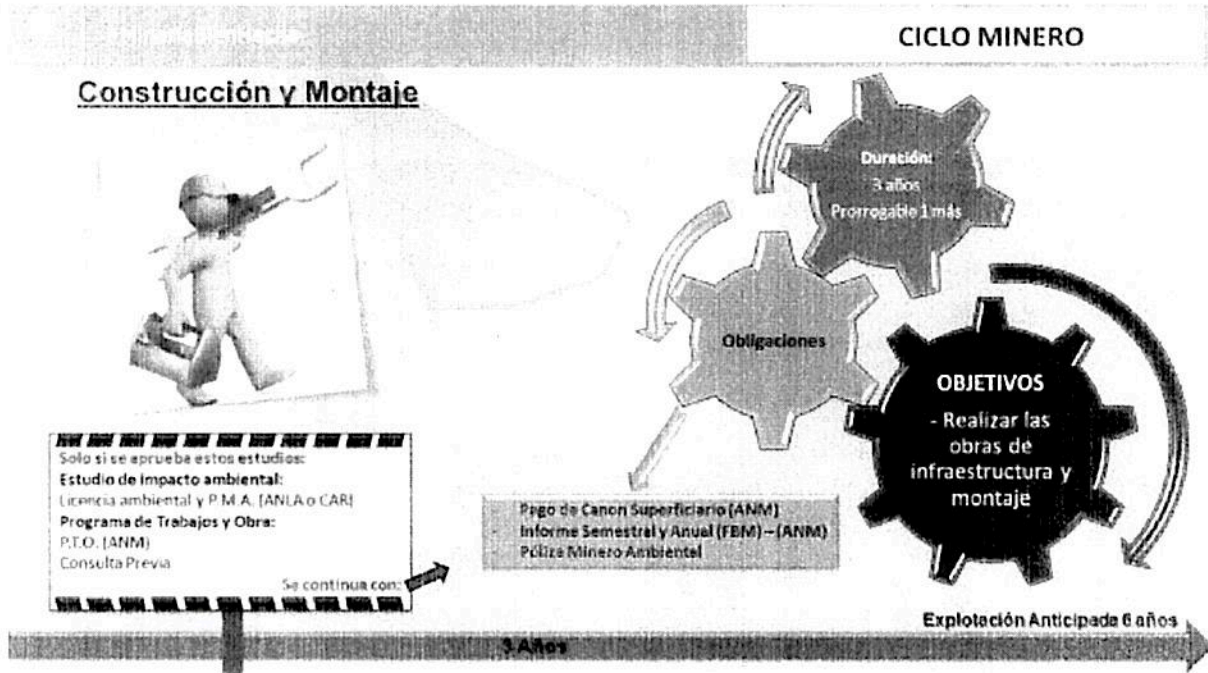 CICLO MINERO
Construcción y Montaje
Duración:
3 años
Prorrogable 1 más
Obligaciones
OBJETIVOS
- Realizar las
obras de
infraestructura y
montaje
Solo si se aprueba estos estudios:
Estudio de impacto ambiental:
Licencia ambiental y P.M.A. (ANLA o CAR)
Programa de Trabajos y Obra:
P.T.O. (ANM)
Consulta Previa
Se continua con:
- Pago de Canon Superficiario (ANM)
- Informe Semestral y Anual (FBM) – (ANM)
- Póliza Minero Ambiental
Explotación Anticipada 6 años
3 Años